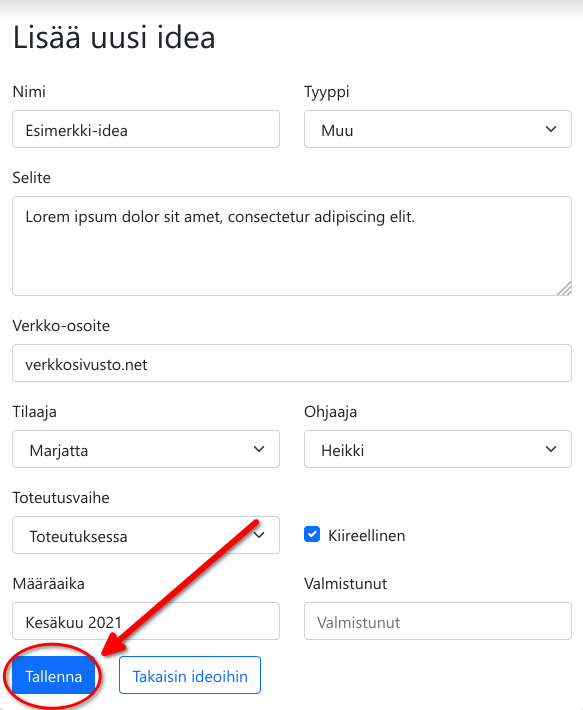 Lisää uusi idea
Nimi Tyyppi
Esimerkki-idea Muu
Selite
Lorem ipsum dolor sit amet, consectetur adipiscing elit.
Verkko-osoite
verkkosivusto.net
Tilaaja Ohjaaja
Marjatta Heikki
Toteutusvaihe
Toteutuksessa Kiireellinen
Määräaika Valmistunut
Kesäkuu 2021 Valmistunut
Tallenna Takaisin ideoihin